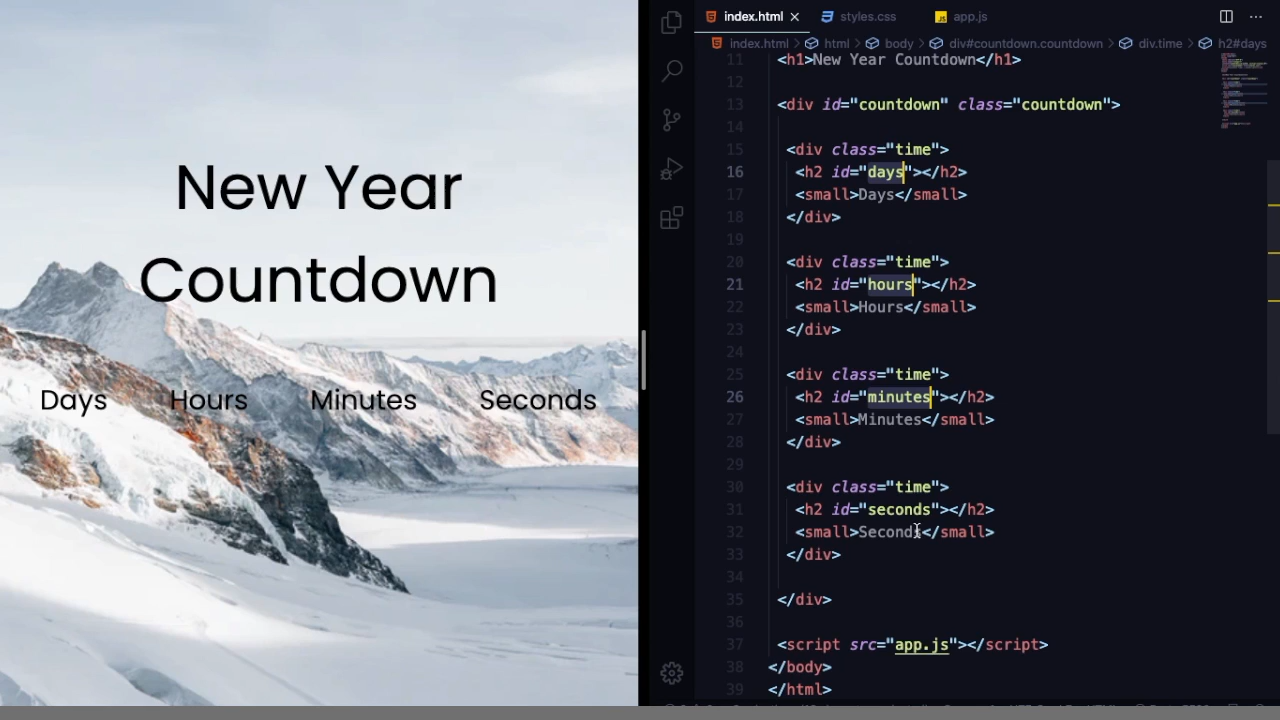 New Year
Countdown
Days Hours Minutes Seconds
index.html
styles.css
app.js
index.html > html > body > div#countdown.countdown > div.time > h2#days
11 <h1>New Year Countdown</h1>
12
13 <div id="countdown" class="countdown">
14
15 <div class="time">
16 <h2 id="days"></h2>
17 <small>Days</small>
18 </div>
19
20 <div class="time">
21 <h2 id="hours"></h2>
22 <small>Hours</small>
23 </div>
24
25 <div class="time">
26 <h2 id="minutes"></h2>
27 <small>Minutes</small>
28 </div>
29
30 <div class="time">
31 <h2 id="seconds"></h2>
32 <small>Seconds</small>
33 </div>
34
35 </div>
36
37 <script src="app.js"></script>
38 </body>
39 </html>